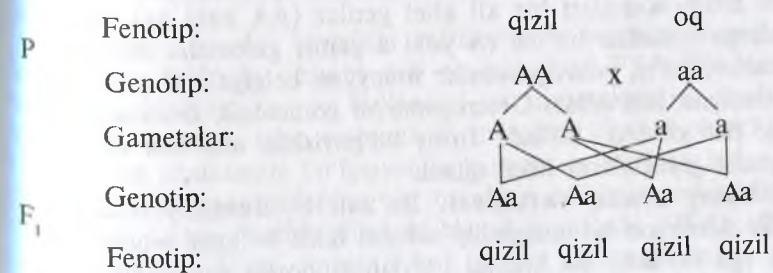 P Fenotip: qizil oq
Genotip: AA x aa
Gametalar: A A a a
F₁ Genotip: Aa Aa Aa Aa
Fenotip: qizil qizil qizil qizil